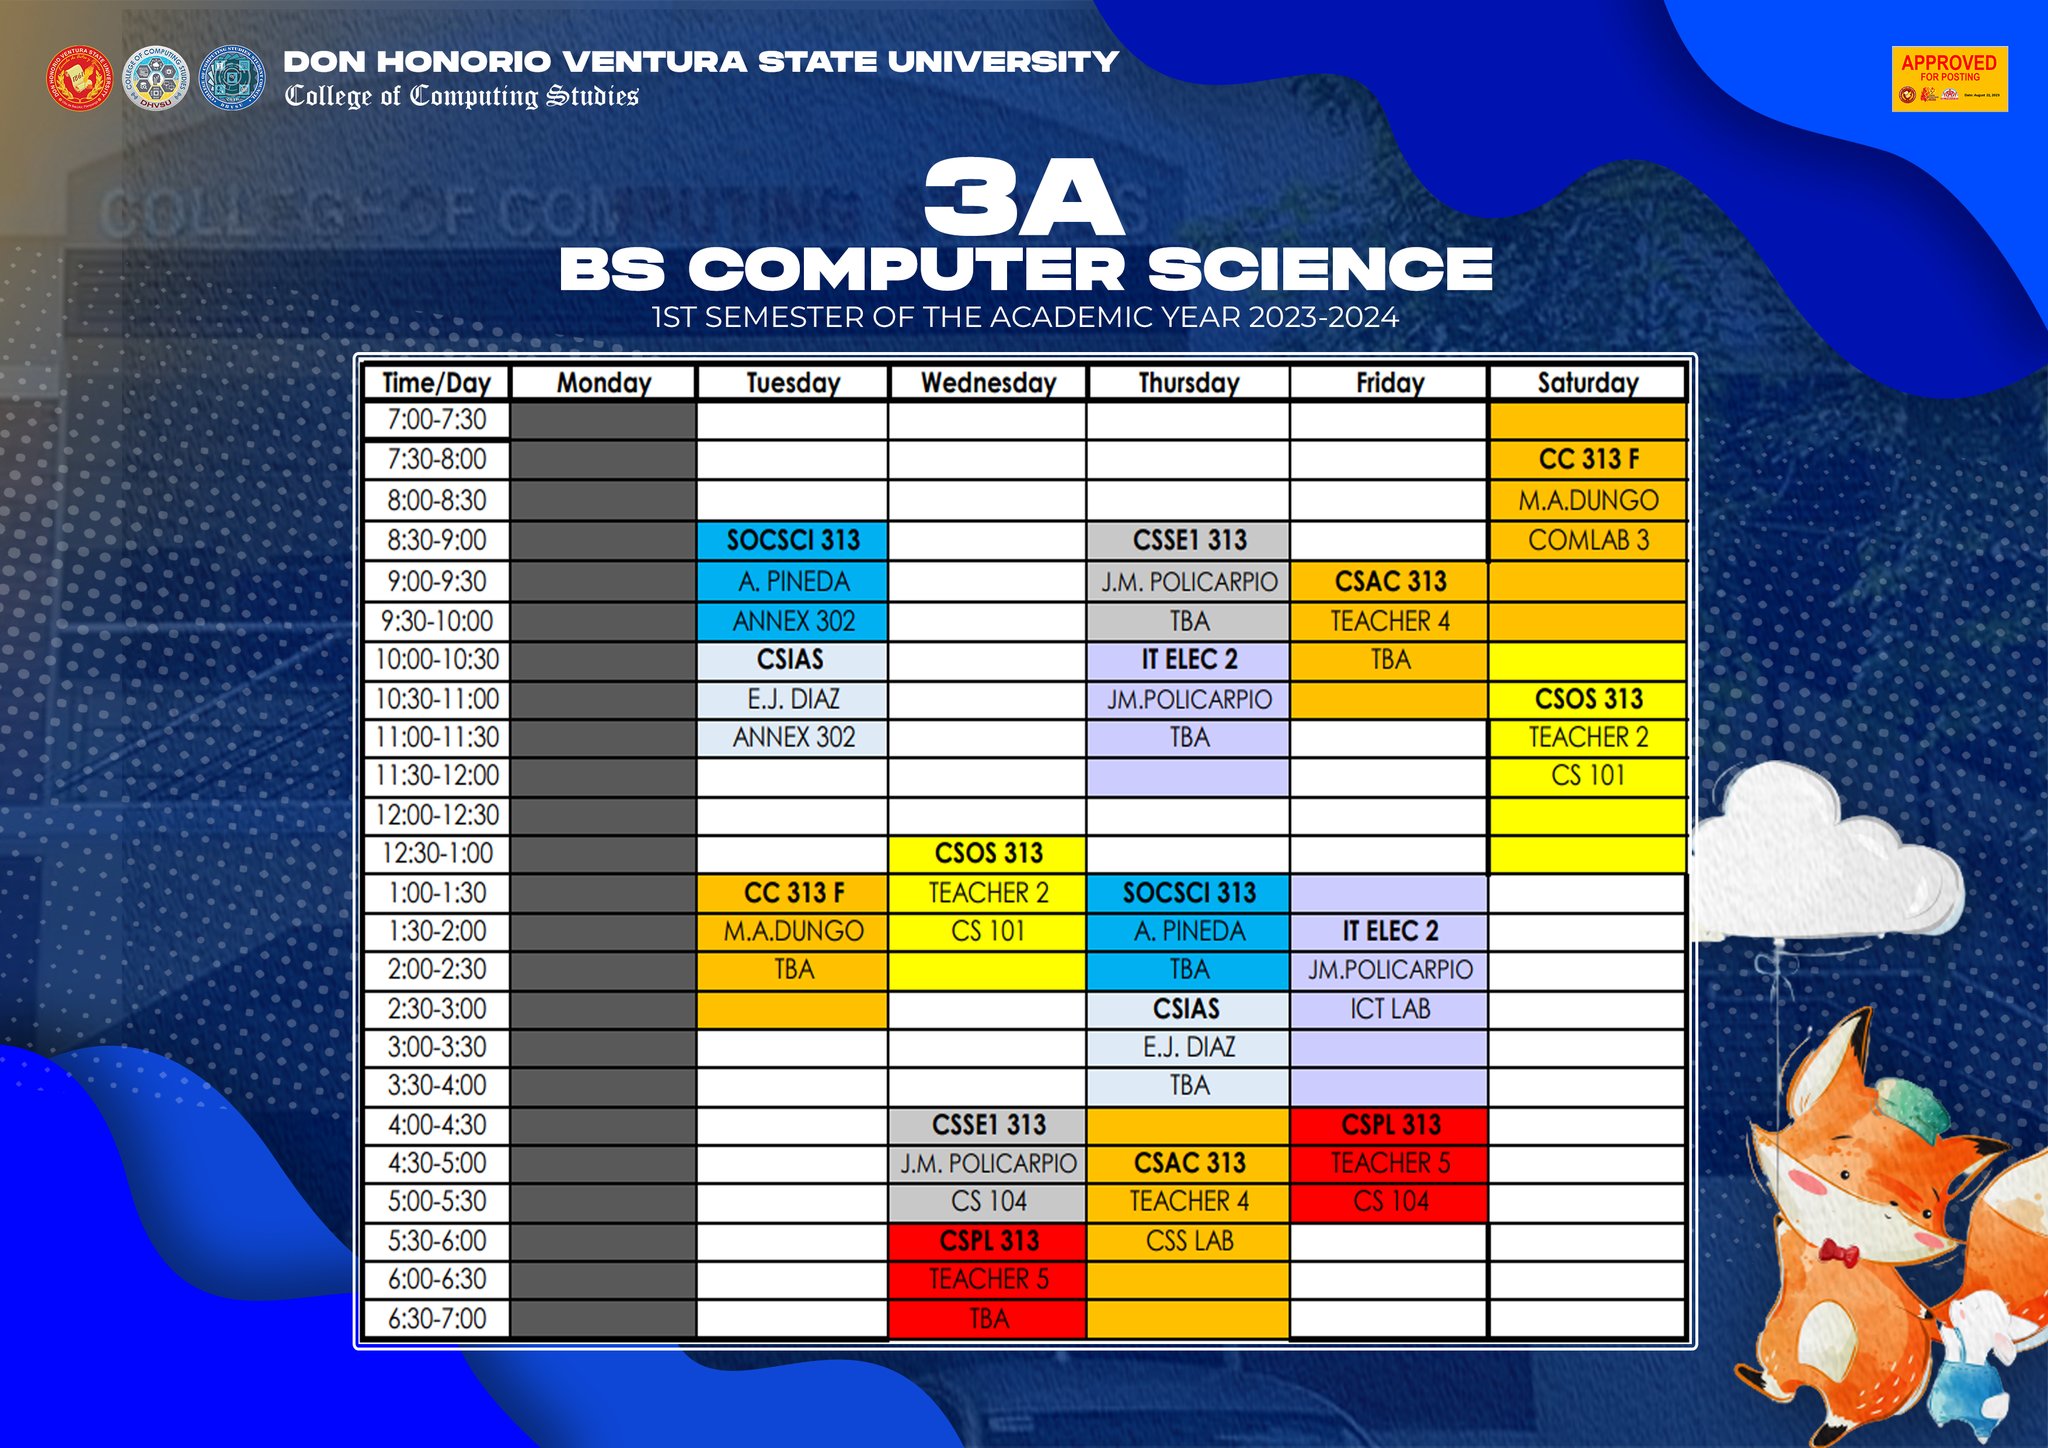 DON HONORIO VENTURA STATE UNIVERSITY
College of Computing Studies
APPROVED
FOR POSTING
COLLEGE OF COMPUTING
3A
BS COMPUTER SCIENCE
1ST SEMESTER OF THE ACADEMIC YEAR 2023-2024
Time/Day Monday Tuesday Wednesday Thursday Friday Saturday
7:00-7:30
7:30-8:00 CC 313 F
8:00-8:30 M.A.DUNGO
8:30-9:00 SOCSCI 313 CSSE1 313 COMLAB 3
9:00-9:30 A. PINEDA J.M. POLICARPIO CSAC 313
9:30-10:00 ANNEX 302 TBA TEACHER 4
10:00-10:30 CSIAS IT ELEC 2 TBA
10:30-11:00 E.J. DIAZ JM.POLICARPIO CSOS 313
11:00-11:30 ANNEX 302 TBA TEACHER 2
11:30-12:00 CS 101
12:00-12:30
12:30-1:00 CSOS 313
1:00-1:30 CC 313 F TEACHER 2 SOCSCI 313
1:30-2:00 M.A.DUNGO CS 101 A. PINEDA IT ELEC 2
2:00-2:30 TBA TBA JM.POLICARPIO
2:30-3:00 CSIAS ICT LAB
3:00-3:30 E.J. DIAZ
3:30-4:00 TBA
4:00-4:30 CSSE1 313 CSPL 313
4:30-5:00 J.M. POLICARPIO CSAC 313 TEACHER 5
5:00-5:30 CS 104 TEACHER 4 CS 104
5:30-6:00 CSPL 313 CSS LAB
6:00-6:30 TEACHER 5
6:30-7:00 TBA